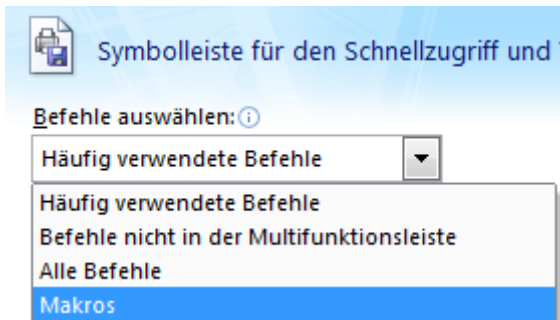 Symbolleiste für den Schnellzugriff und
Befehle auswählen:
Häufig verwendete Befehle
Häufig verwendete Befehle
Befehle nicht in der Multifunktionsleiste
Alle Befehle
Makros